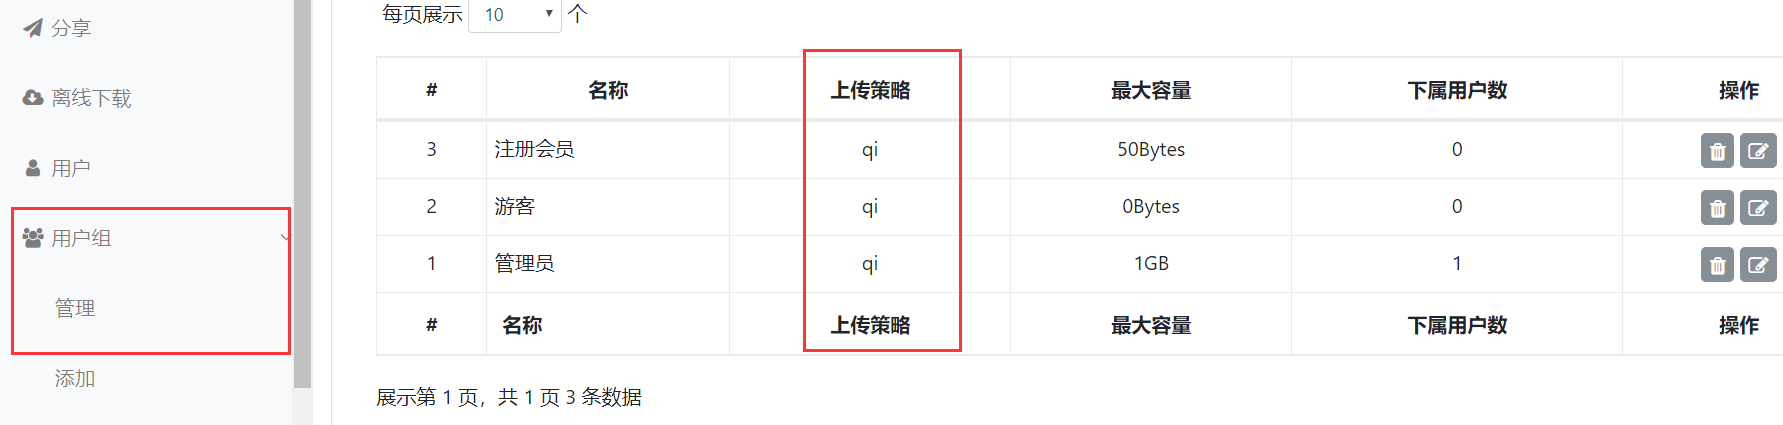 分享
离线下载
用户
用户组
管理
添加
每页展示 10 个
# 名称 上传策略 最大容量 下属用户数 操作
3 注册会员 qi 50Bytes 0
2 游客 qi 0Bytes 0
1 管理员 qi 1GB 1
# 名称 上传策略 最大容量 下属用户数 操作
展示第 1 页，共 1 页 3 条数据